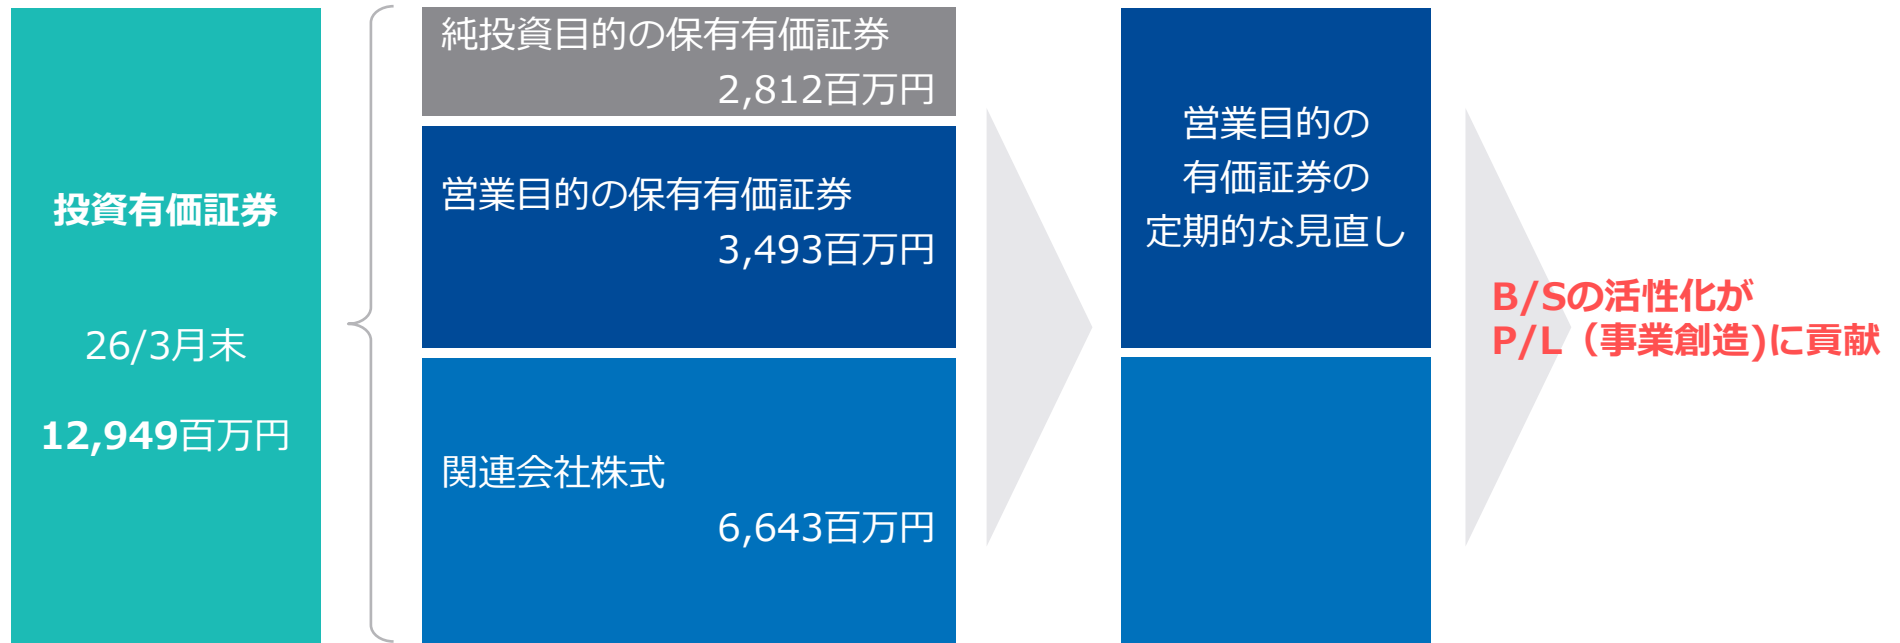 投資有価証券
26/3月末
12,949百万円
純投資目的の保有有価証券
2,812百万円
営業目的の保有有価証券
3,493百万円
関連会社株式
6,643百万円
営業目的の
有価証券の
定期的な見直し
B/Sの活性化が
P/L（事業創造)に貢献